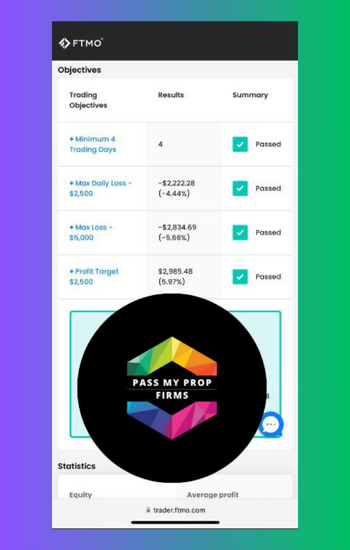 FTMO
Objectives
Trading Objectives Results Summary
+ Minimum 4 Trading Days 4 Passed
+ Max Daily Loss - $2,500 -$2,222.28 (-4.44%) Passed
+ Max Loss - $5,000 -$2,834.69 (-5.66%) Passed
+ Profit Target $2,500 $2,985.48 (5.97%) Passed
PASS MY PROP
FIRMS
Statistics
Equity Average profit
trader.ftmo.com